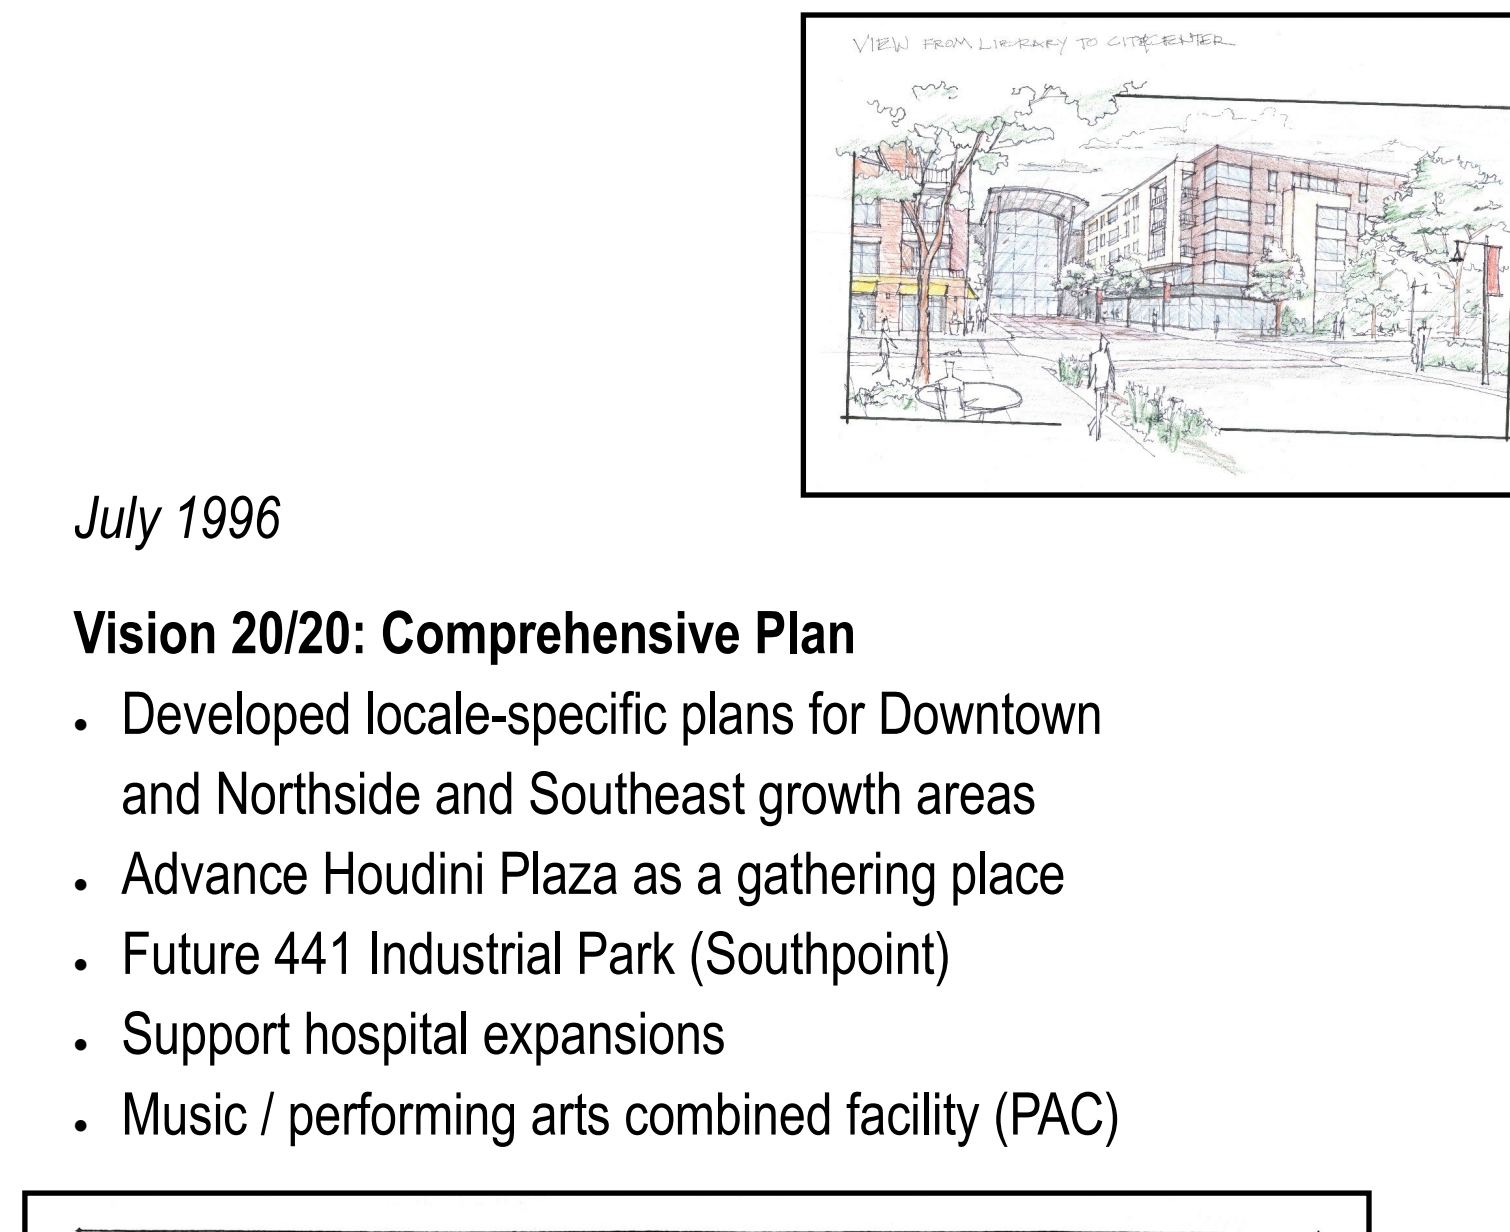 VIEW FROM LIBRARY TO CITYCENTER
July 1996
Vision 20/20: Comprehensive Plan
• Developed locale-specific plans for Downtown
and Northside and Southeast growth areas
• Advance Houdini Plaza as a gathering place
• Future 441 Industrial Park (Southpoint)
• Support hospital expansions
• Music / performing arts combined facility (PAC)